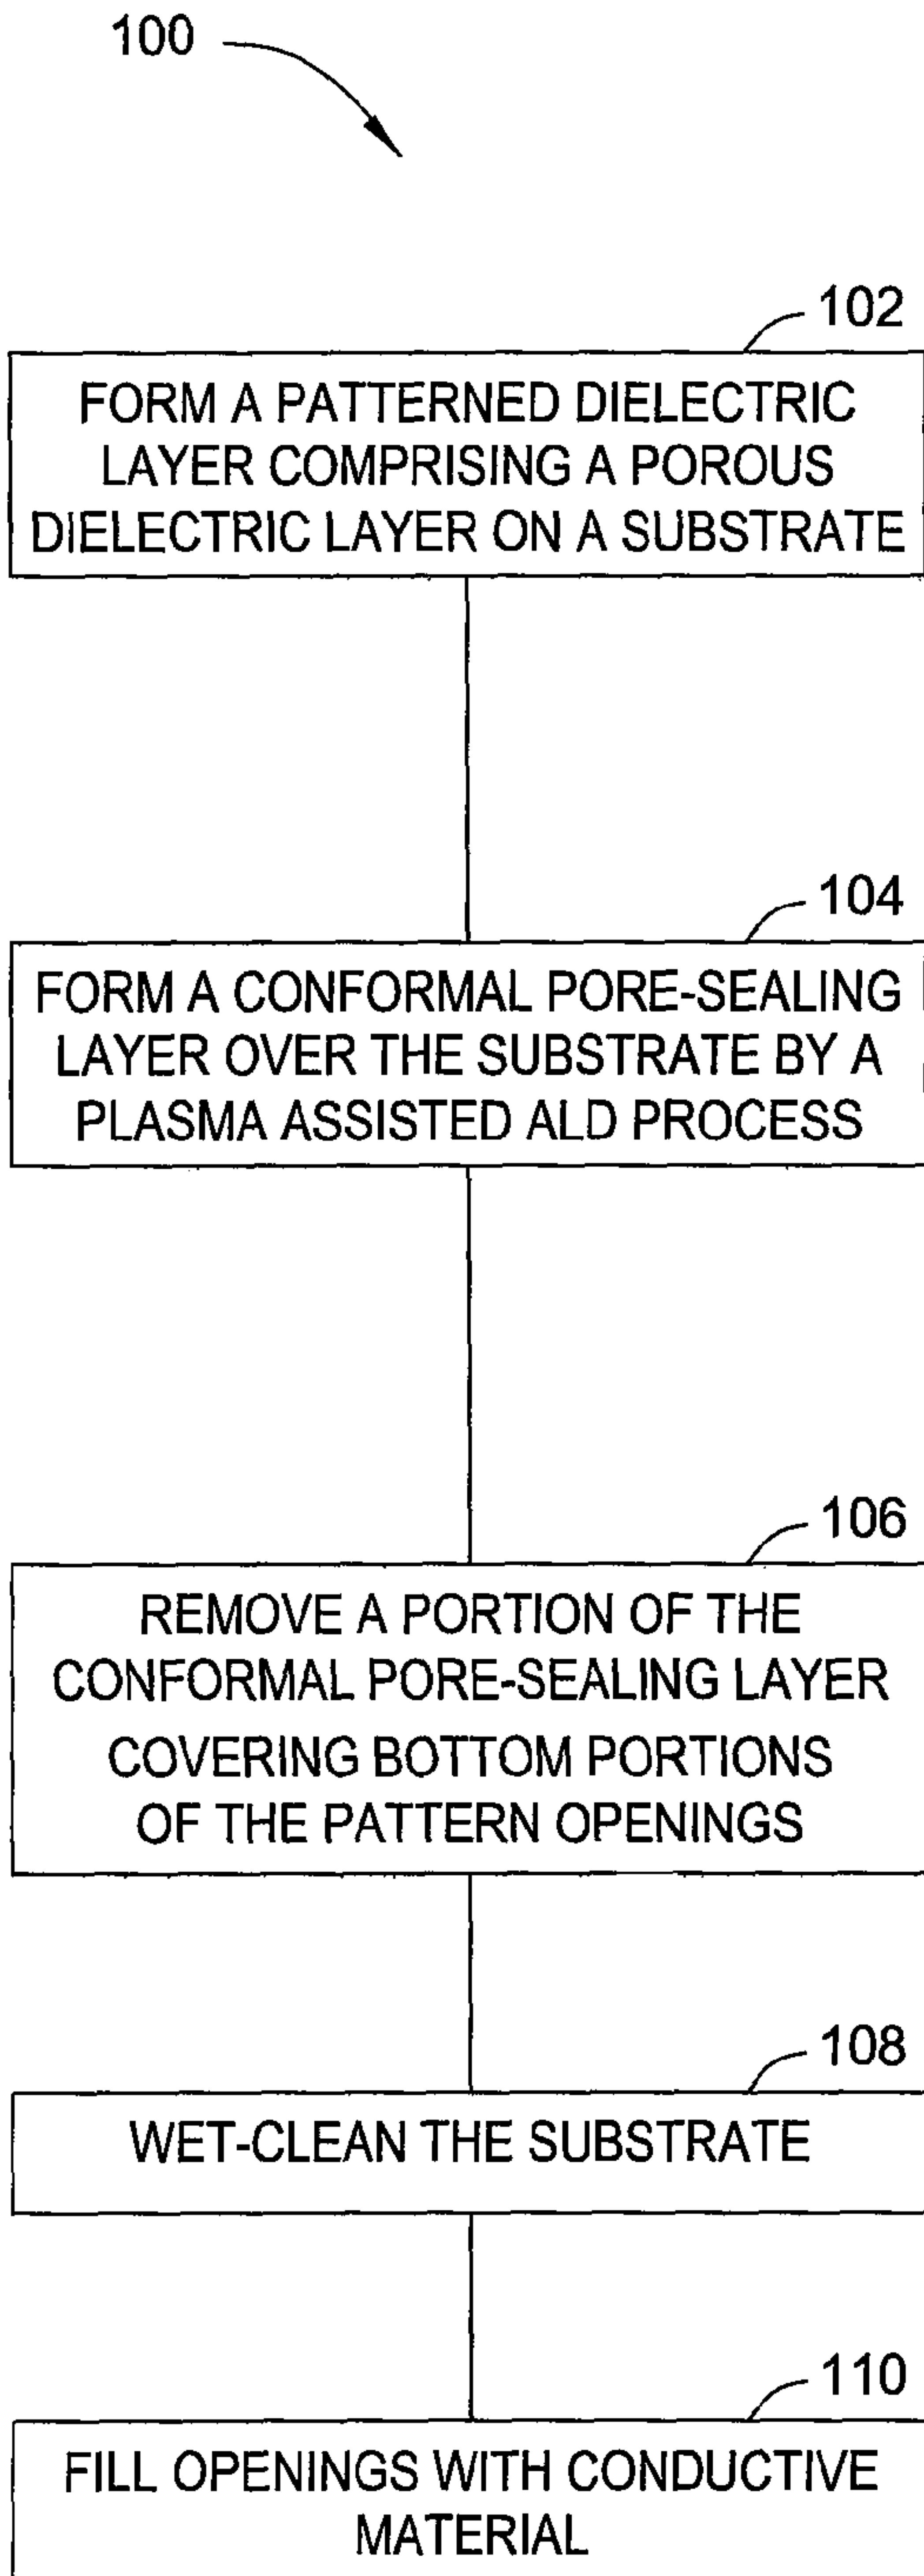 100
102
FORM A PATTERNED DIELECTRIC
LAYER COMPRISING A POROUS
DIELECTRIC LAYER ON A SUBSTRATE
104
FORM A CONFORMAL PORE-SEALING
LAYER OVER THE SUBSTRATE BY A
PLASMA ASSISTED ALD PROCESS
106
REMOVE A PORTION OF THE
CONFORMAL PORE-SEALING LAYER
COVERING BOTTOM PORTIONS
OF THE PATTERN OPENINGS
108
WET-CLEAN THE SUBSTRATE
110
FILL OPENINGS WITH CONDUCTIVE
MATERIAL